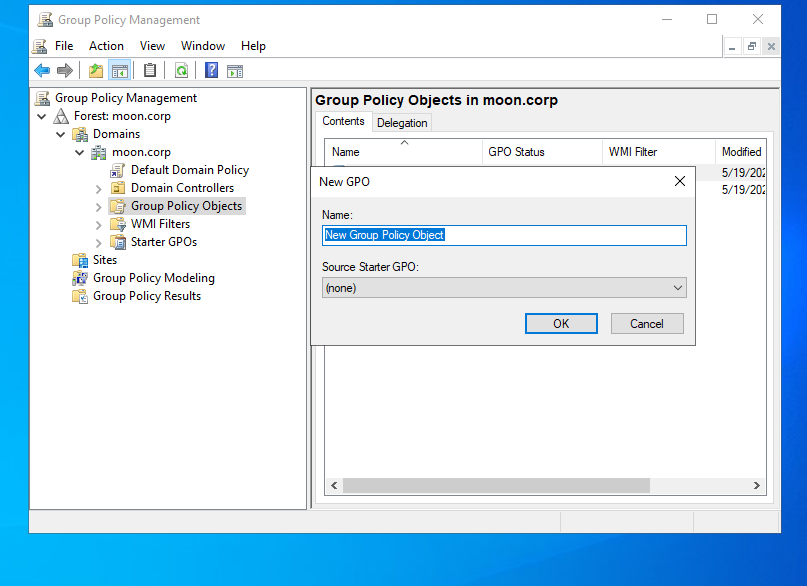 Group Policy Management
File Action View Window Help
Group Policy Management
Forest: moon.corp
Domains
moon.corp
Default Domain Policy
Domain Controllers
Group Policy Objects
WMI Filters
Starter GPOs
Sites
Group Policy Modeling
Group Policy Results
Group Policy Objects in moon.corp
Contents Delegation
Name GPO Status WMI Filter Modified
5/19/202
5/19/202
New GPO
Name:
New Group Policy Object
Source Starter GPO:
(none)
OK Cancel